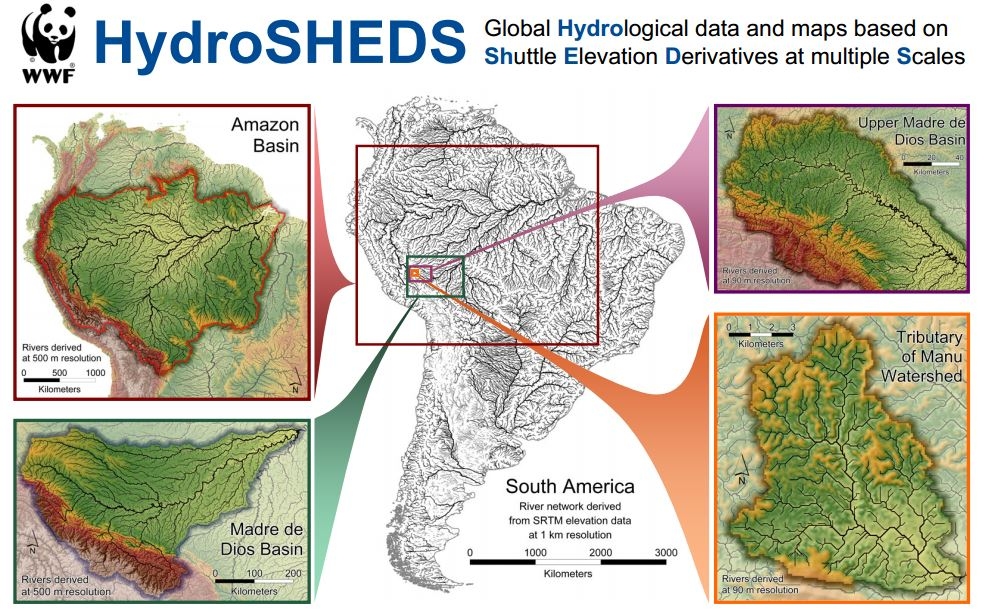 WWF
HydroSHEDS
Global Hydrological data and maps based on
Shuttle Elevation Derivatives at multiple Scales
Amazon
Basin
Rivers derived
at 500 m resolution
0 500 1000
Kilometers
N
Madre de
Dios Basin
N
Rivers derived
at 500 m resolution
0 100 200
Kilometers
South America
River network derived
from SRTM elevation data
at 1 km resolution
0 1000 2000 3000
Kilometers
N
Upper Madre de
Dios Basin
0 20 40
Kilometers
Rivers derived
at 90 m resolution
0 1 2 3
Kilometers
Tributary
of Manu
Watershed
N
Rivers derived
at 90 m resolution